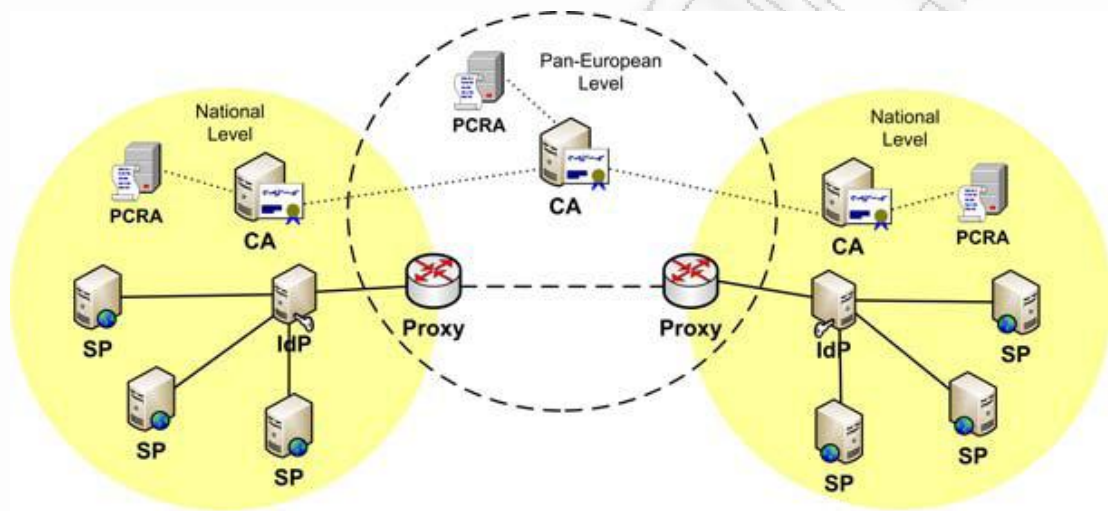 Pan-European
Level
PCRA
CA
National
Level
PCRA
CA
SP
IdP
Proxy
SP
SP
National
Level
CA
PCRA
Proxy
IdP
SP
SP
SP